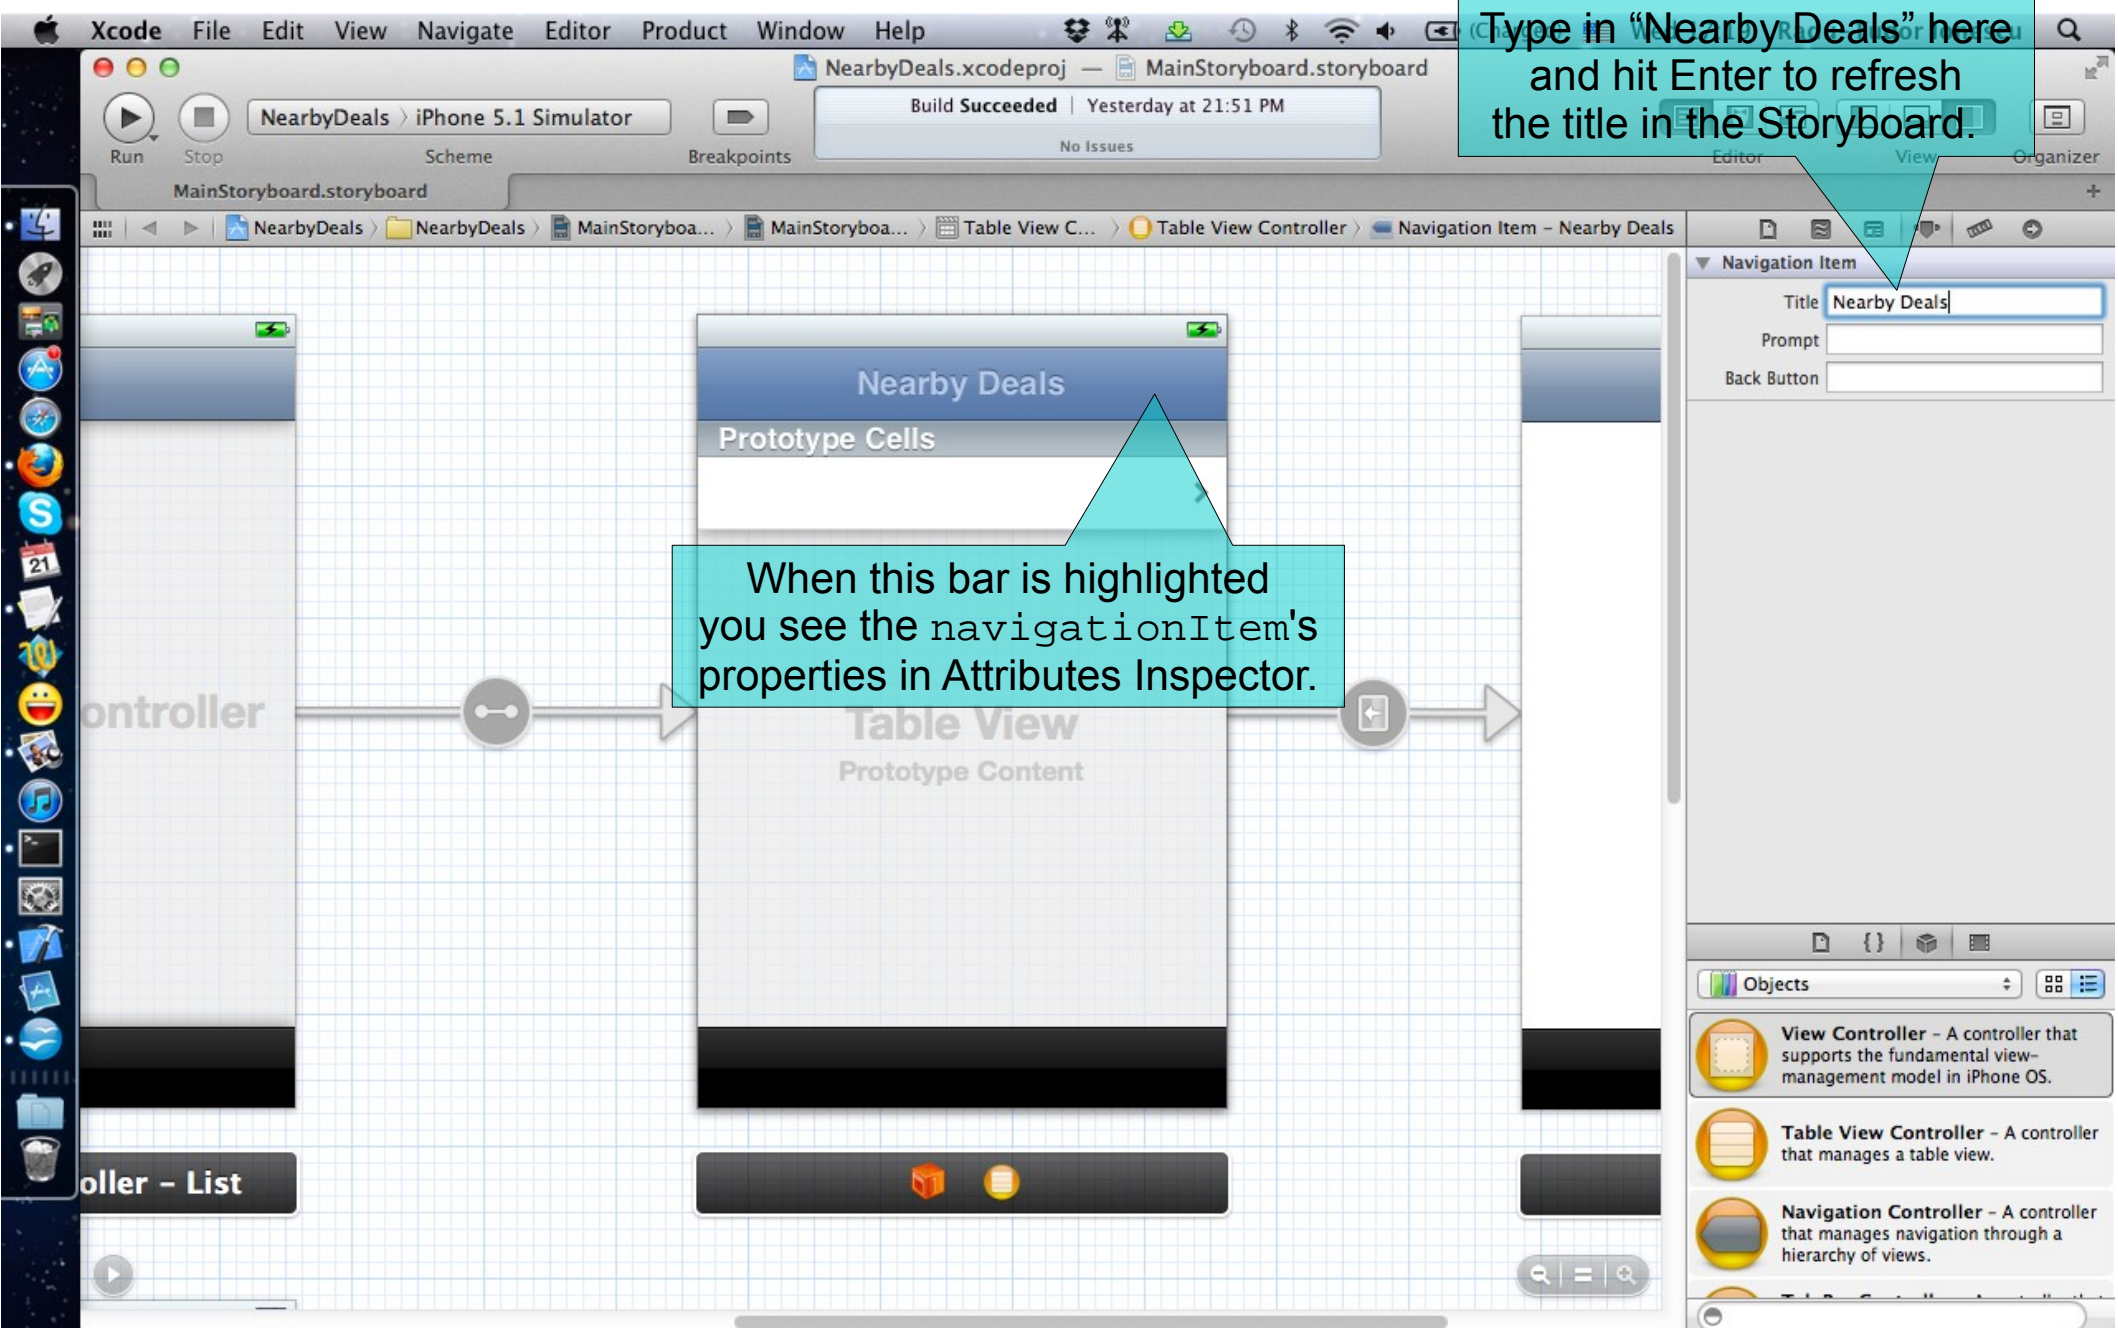 Xcode File Edit View Navigate Editor Product Window Help
Type in “Nearby Deals” here
and hit Enter to refresh
the title in the Storyboard.
NearbyDeals.xcodeproj — MainStoryboard.storyboard
NearbyDeals iPhone 5.1 Simulator
Build Succeeded | Yesterday at 21:51 PM
No Issues
Run Stop Scheme Breakpoints Editor View Organizer
MainStoryboard.storyboard
NearbyDeals NearbyDeals MainStoryboa... MainStoryboa... Table View C... Table View Controller Navigation Item – Nearby Deals
Navigation Item
Title Nearby Deals
Prompt
Back Button
Nearby Deals
Prototype Cells
When this bar is highlighted
you see the navigationItem's
properties in Attributes Inspector.
ontroller
Table View
Prototype Content
21
oller – List
{}
Objects
View Controller – A controller that
supports the fundamental view–
management model in iPhone OS.
Table View Controller – A controller
that manages a table view.
Navigation Controller – A controller
that manages navigation through a
hierarchy of views.